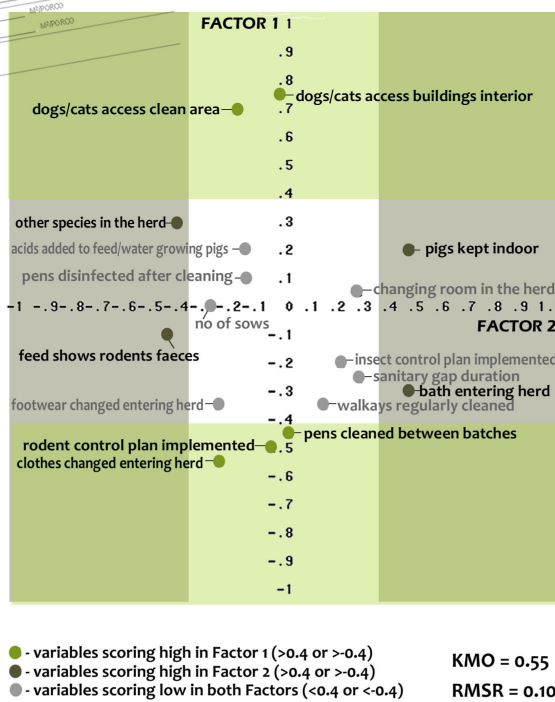 M²/PORCO
M²/PORCO
FACTOR 1 1
.9
.8
dogs/cats access buildings interior
dogs/cats access clean area
.7
.6
.5
.4
other species in the herd
.3
acids added to feed/water growing pigs
.2
pigs kept indoor
pens disinfected after cleaning
.1
changing room in the herd
-1 -.9 -.8 -.7 -.6 -.5 -.4 -. -.2 -.1 0 .1 .2 .3 .4 .5 .6 .7 .8 .9 1.
no of sows
FACTOR 2
-.1
feed shows rodents faeces
-.2
insect control plan implemented
sanitary gap duration
-.3
bath entering herd
footwear changed entering herd
walkays regularly cleaned
-.4
pens cleaned between batches
rodent control plan implemented
.5
clothes changed entering herd
-.6
-.7
-.8
-.9
-1
- variables scoring high in Factor 1 (>0.4 or >-0.4)
- variables scoring high in Factor 2 (>0.4 or >-0.4)
- variables scoring low in both Factors (<0.4 or <-0.4)
KMO = 0.55
RMSR = 0.10